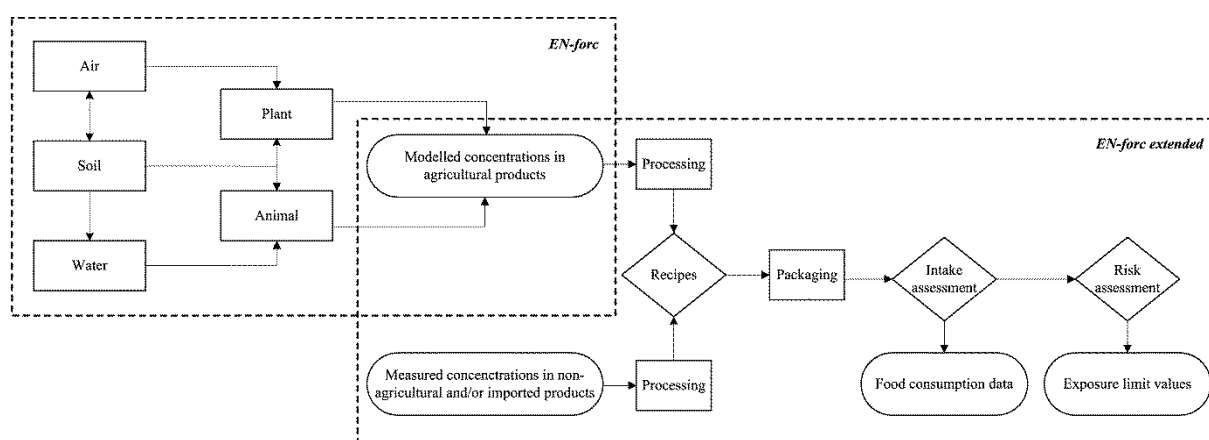 EN-forc
Air
Plant
Soil
Animal
Water
Modelled concentrations in
agricultural products
EN-forc extended
Processing
Recipes
Packaging
Intake
assessment
Risk
assessment
Measured concenctrations in non-
agricultural and/or imported products
Processing
Food consumption data
Exposure limit values